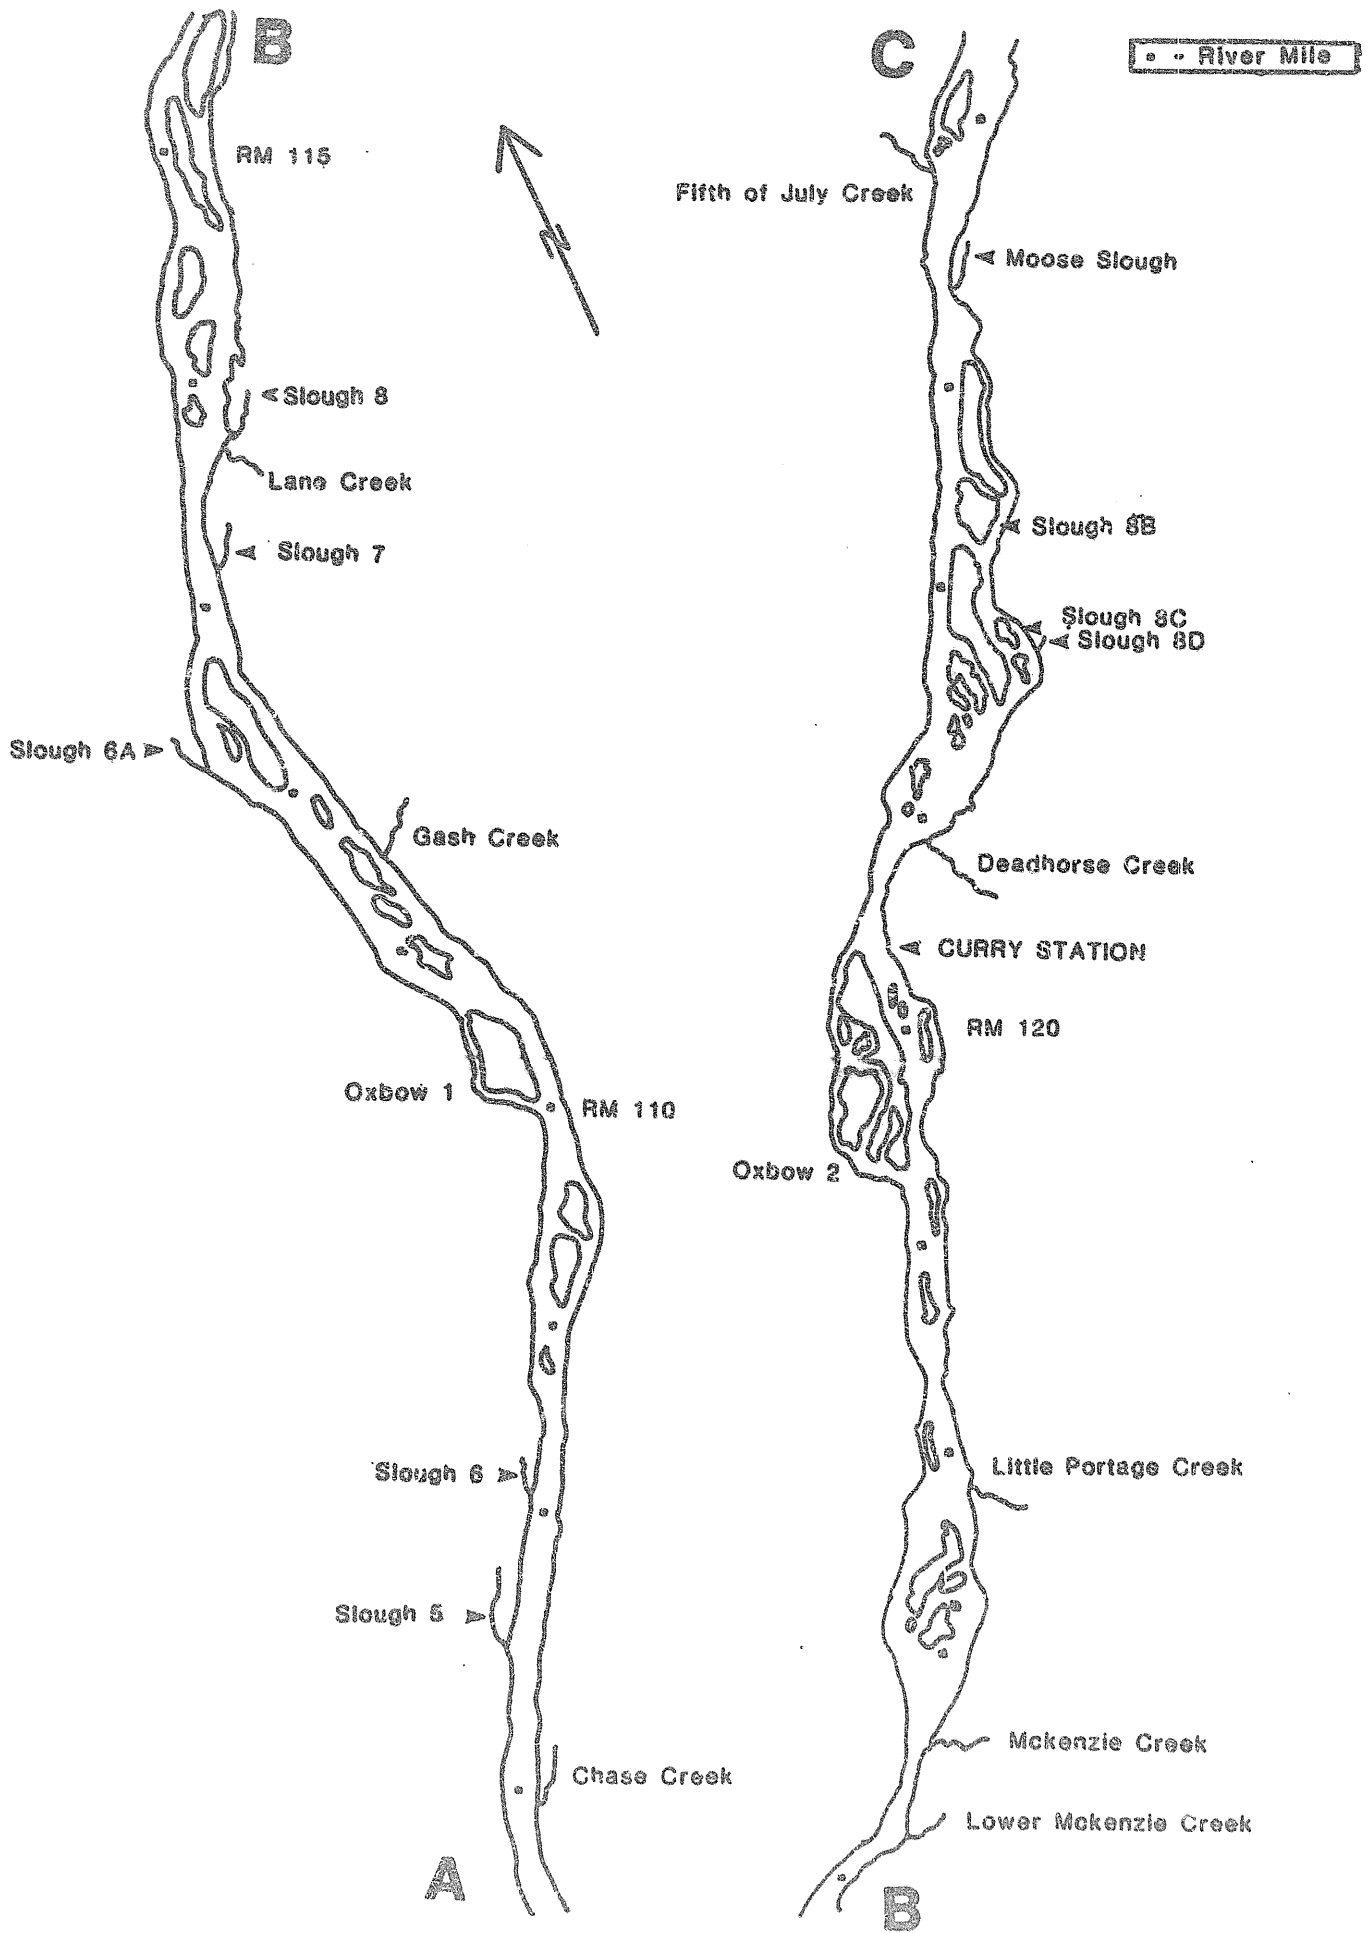 B
RM 115
Slough 8
Lane Creek
Slough 7
Slough 6A
Gash Creek
Oxbow 1
RM 110
Slough 6
Slough 5
Chase Creek
A
C
River Mile
Fifth of July Creek
Moose Slough
Slough 8B
Slough 8C
Slough 8D
Deadhorse Creek
CURRY STATION
RM 120
Oxbow 2
Little Portage Creek
Mckenzie Creek
Lower Mckenzie Creek
B